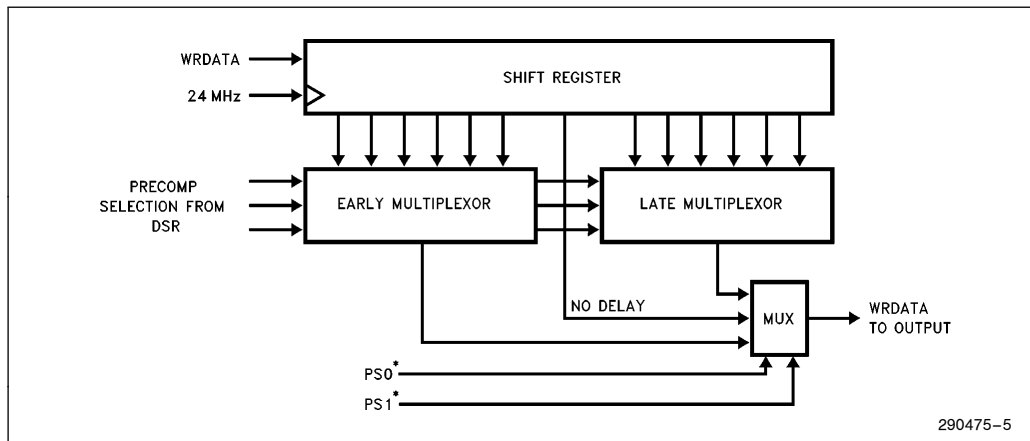 WRDATA
24 MHz
SHIFT REGISTER
PRECOMP
SELECTION FROM
DSR
EARLY MULTIPLEXOR
LATE MULTIPLEXOR
NO DELAY
MUX
WRDATA
TO OUTPUT
PS0*
PS1*
290475-5